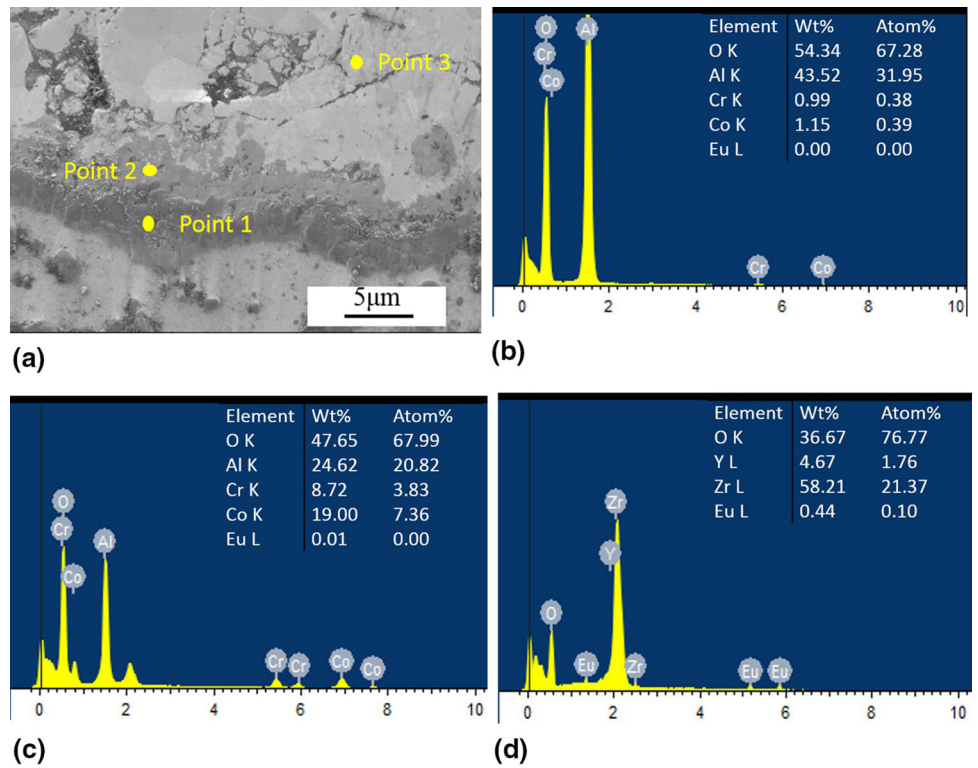 Point 3
Point 2
Point 1
5μm
(a)
Element Wt% Atom%
O K 54.34 67.28
Al K 43.52 31.95
Cr K 0.99 0.38
Co K 1.15 0.39
Eu L 0.00 0.00
O
Al
Cr
Co
Cr
Co
0 2 4 6 8 10
(b)
Element Wt% Atom%
O K 47.65 67.99
Al K 24.62 20.82
Cr K 8.72 3.83
Co K 19.00 7.36
Eu L 0.01 0.00
O
Cr
Al
Co
Cr
Cr
Co
Co
0 2 4 6 8 10
(c)
Element Wt% Atom%
O K 36.67 76.77
Y L 4.67 1.76
Zr L 58.21 21.37
Eu L 0.44 0.10
Zr
Y
O
Eu
Zr
Eu
Eu
0 2 4 6 8 10
(d)